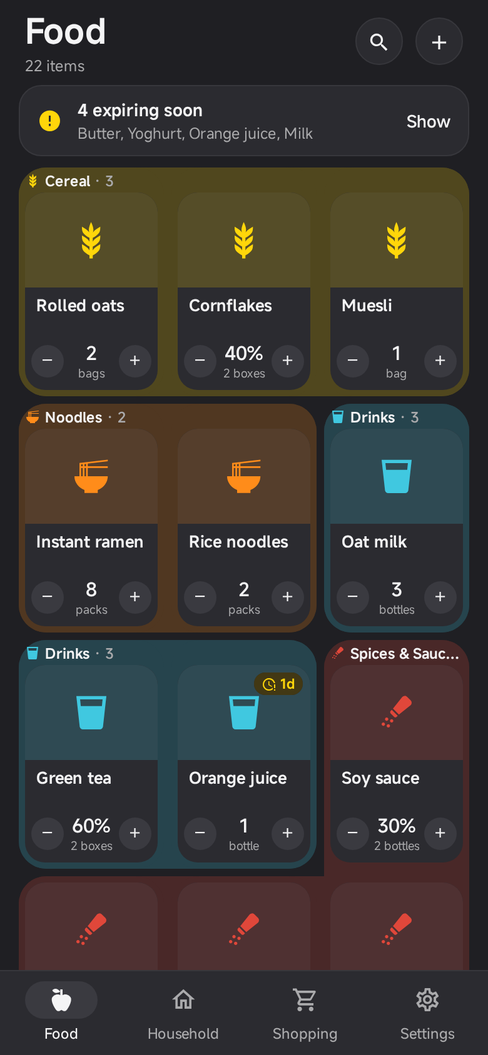 Food
22 items
4 expiring soon
Butter, Yoghurt, Orange juice, Milk
Show
Cereal · 3
Rolled oats
Cornflakes
Muesli
− 2 +
bags
− 40% +
2 boxes
− 1 +
bag
Noodles · 2
Drinks · 3
Instant ramen
Rice noodles
Oat milk
− 8 +
packs
− 2 +
packs
− 3 +
bottles
Drinks · 3
Spices & Sauc...
1d
Green tea
Orange juice
Soy sauce
− 60% +
2 boxes
− 1 +
bottle
− 30% +
2 bottles
Food
Household
Shopping
Settings